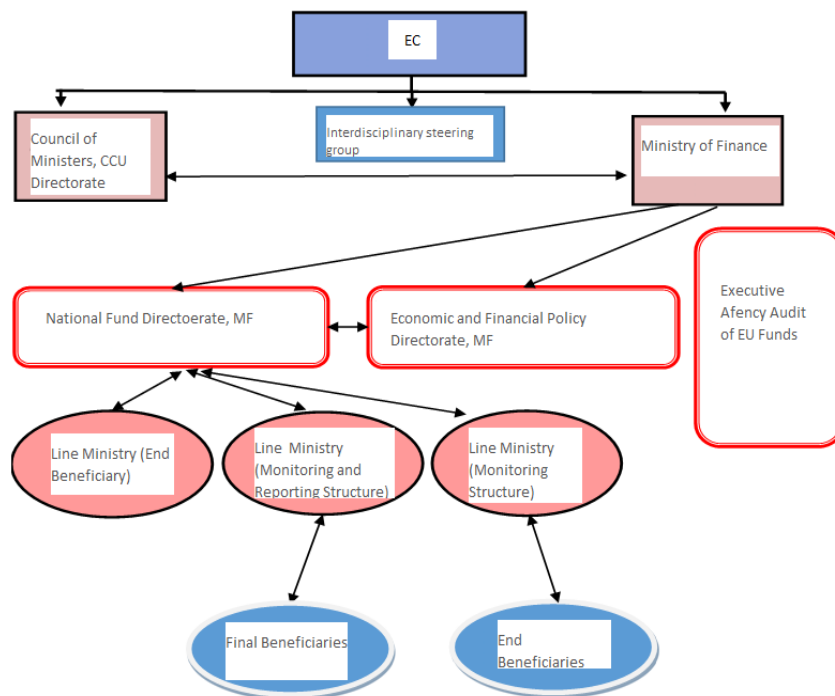 EC
Council of
Ministers, CCU
Directorate
Interdisciplinary steering
group
Ministry of Finance
National Fund Directoerate, MF
Economic and Financial Policy
Directorate, MF
Executive
Afency Audit
of EU Funds
Line Ministry (End
Beneficiary)
Line  Ministry
(Monitoring and
Reporting Structure)
Line Ministry
(Monitoring
Structure)
Final Beneficiaries
End
Beneficiaries